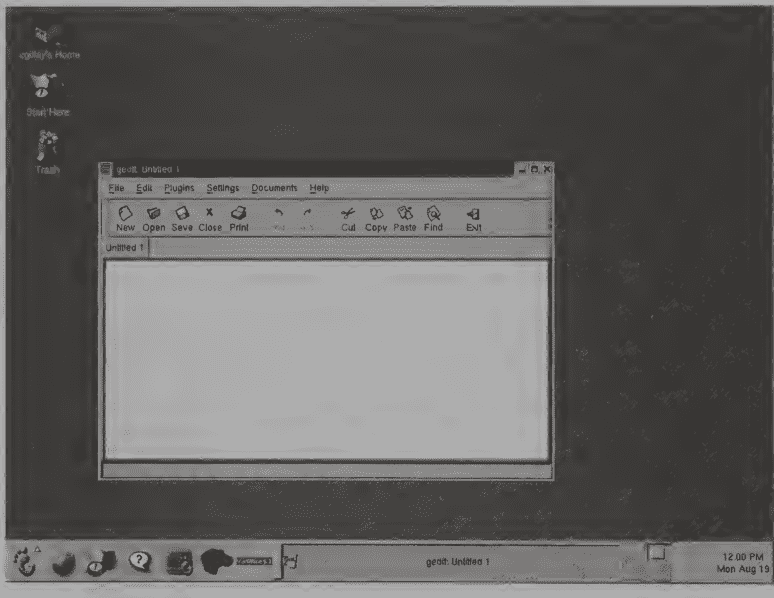 Home
Start Here
Trash
gedit: Untitled 1
File Edit Plugins Settings Documents Help
New Open Save Close Print Cut Copy Paste Find Exit
Untitled 1
gedit: Untitled 1
12:00 PM
Mon Aug 19